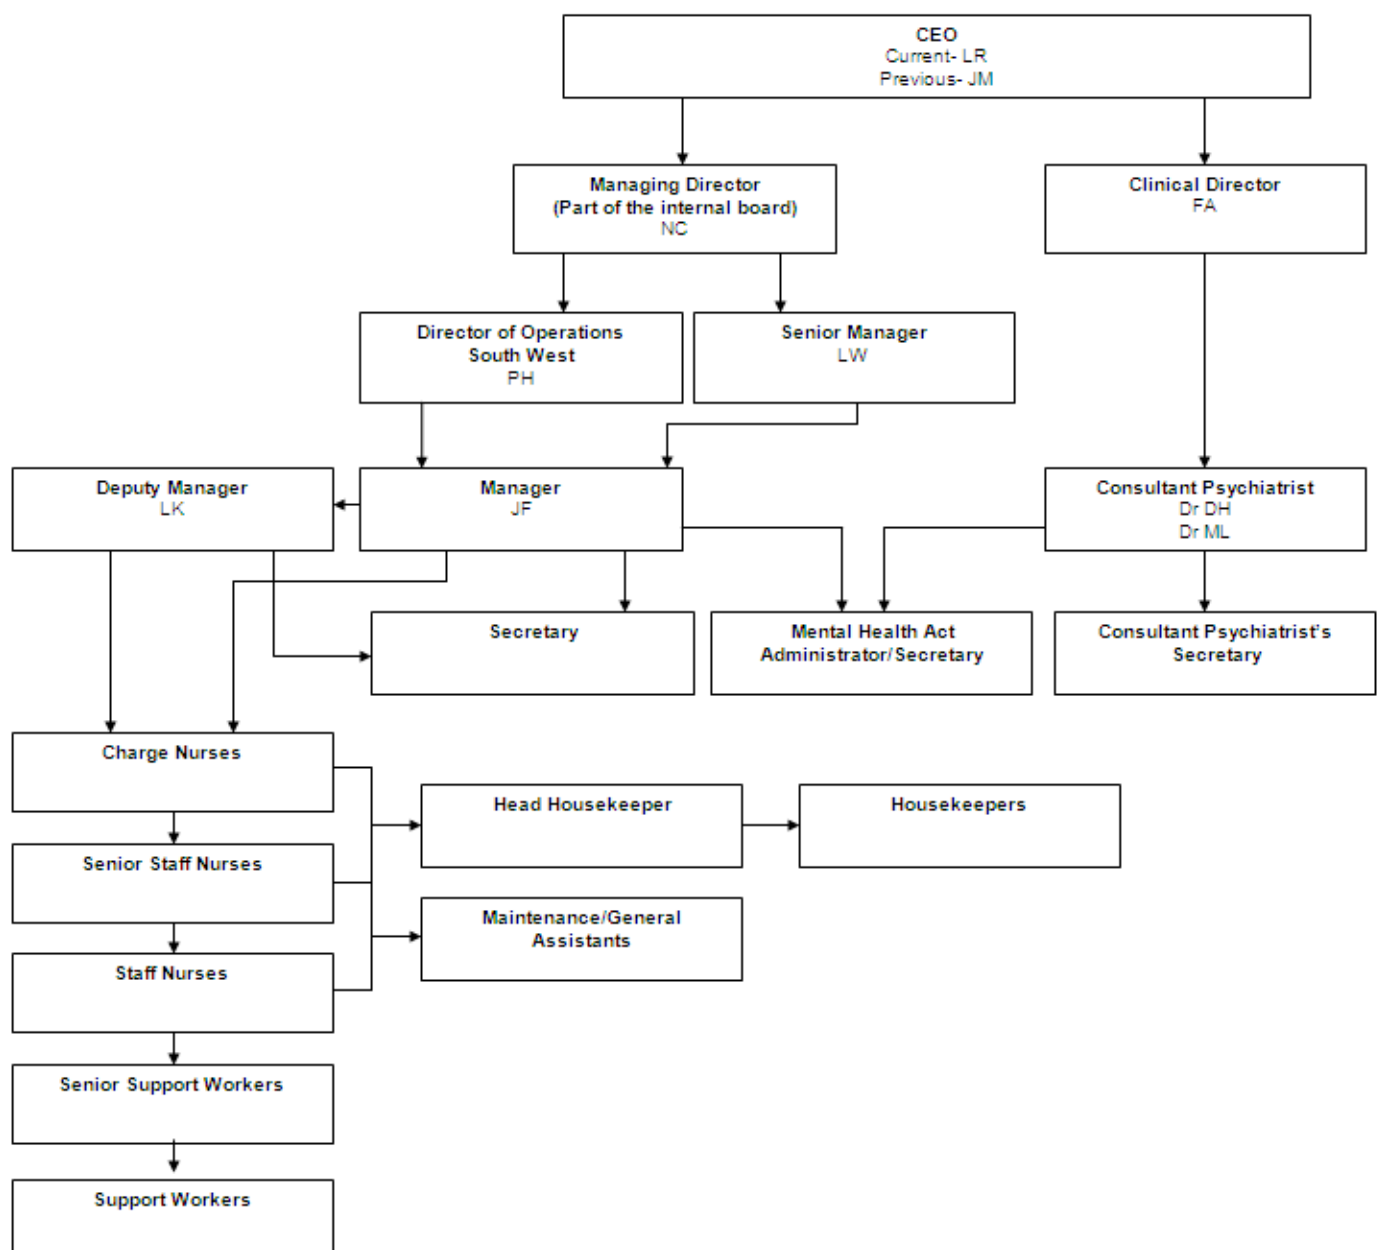 CEO
Current- LR
Previous- JM
Managing Director
(Part of the internal board)
NC
Clinical Director
FA
Director of Operations
South West
PH
Senior Manager
LW
Deputy Manager
LK
Manager
JF
Consultant Psychiatrist
Dr DH
Dr ML
Secretary
Mental Health Act
Administrator/Secretary
Consultant Psychiatrist's
Secretary
Charge Nurses
Head Housekeeper
Housekeepers
Senior Staff Nurses
Maintenance/General
Assistants
Staff Nurses
Senior Support Workers
Support Workers